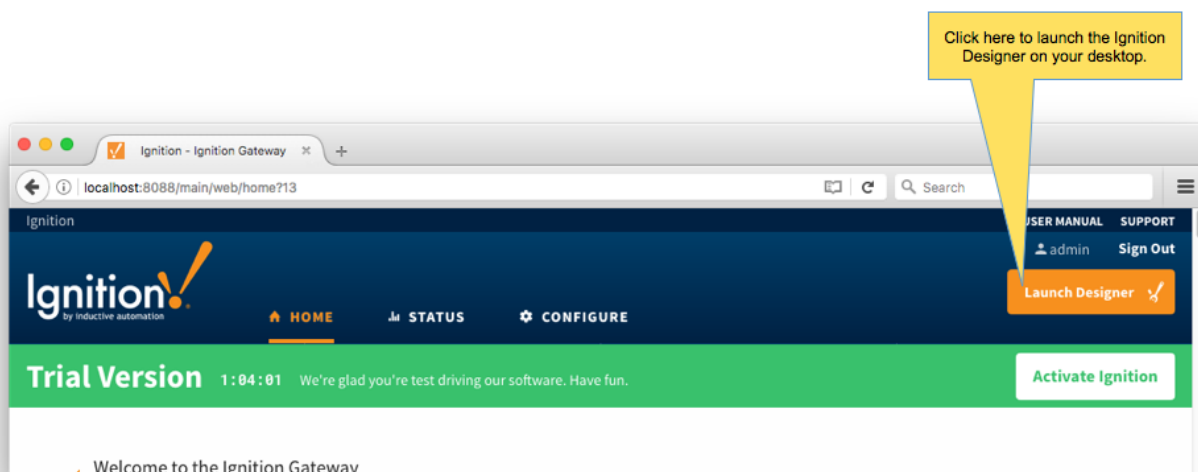 Click here to launch the Ignition
Designer on your desktop.
Ignition - Ignition Gateway
localhost:8088/main/web/home?13
Search
Ignition
USER MANUAL SUPPORT
admin Sign Out
Ignition!
by inductive automation
Launch Designer
HOME STATUS CONFIGURE
Trial Version 1:04:01 We're glad you're test driving our software. Have fun.
Activate Ignition
Welcome to the Ignition Gateway